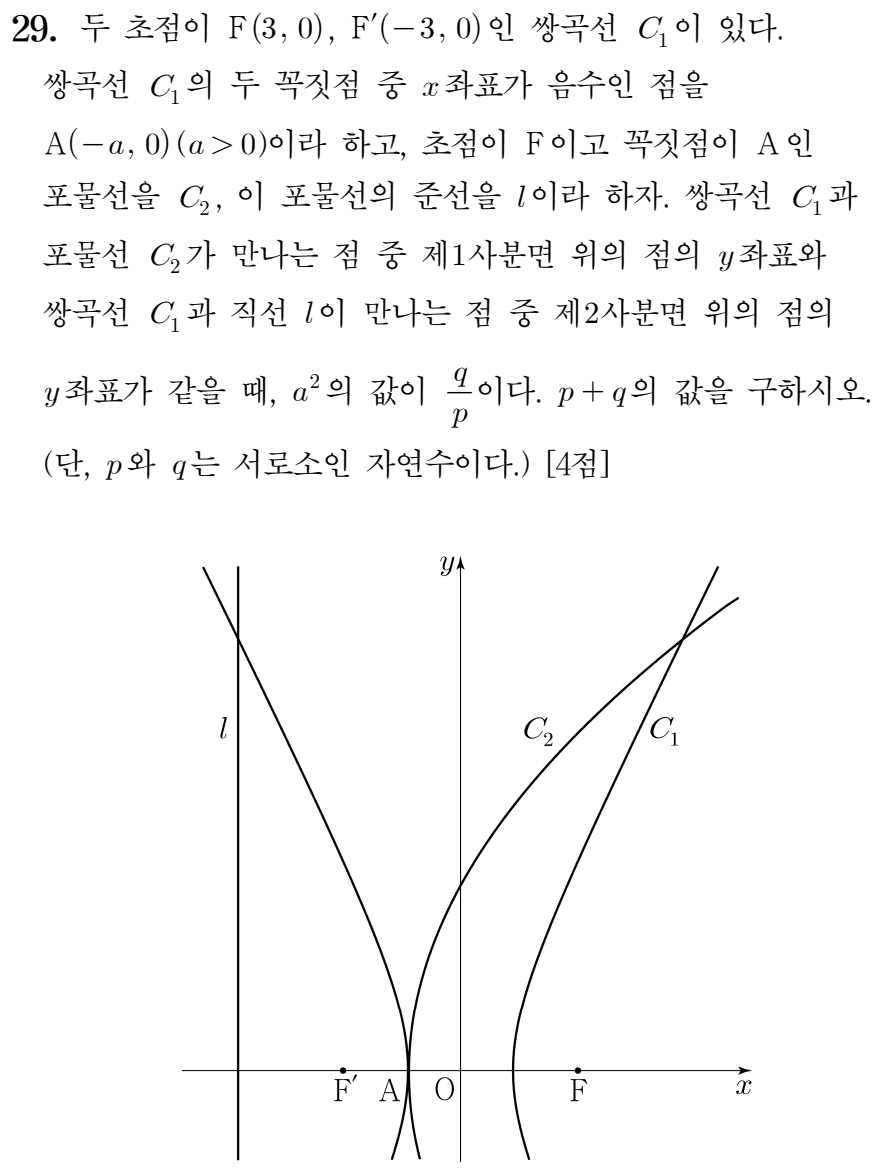 29. 두 초점이 F(3, 0), F′(−3, 0)인 쌍곡선 C₁이 있다.
쌍곡선 C₁의 두 꼭짓점 중 x좌표가 음수인 점을
A(−a, 0)(a>0)이라 하고, 초점이 F이고 꼭짓점이 A인
포물선을 C₂, 이 포물선의 준선을 l이라 하자. 쌍곡선 C₁과
포물선 C₂가 만나는 점 중 제1사분면 위의 점의 y좌표와
쌍곡선 C₁과 직선 l이 만나는 점 중 제2사분면 위의 점의
y좌표가 같을 때, a²의 값이 q/p이다. p+q의 값을 구하시오.
(단, p와 q는 서로소인 자연수이다.) [4점]
y
l
C₂
C₁
F′
A
O
F
x